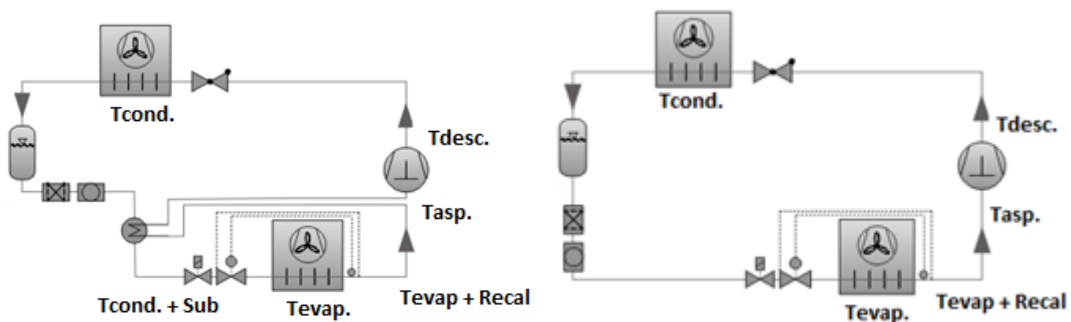 Tcond.
Tdesc.
Tasp.
Tcond. + Sub
Tevap.
Tevap + Recal
Tcond.
Tdesc.
Tasp.
Tevap.
Tevap + Recal